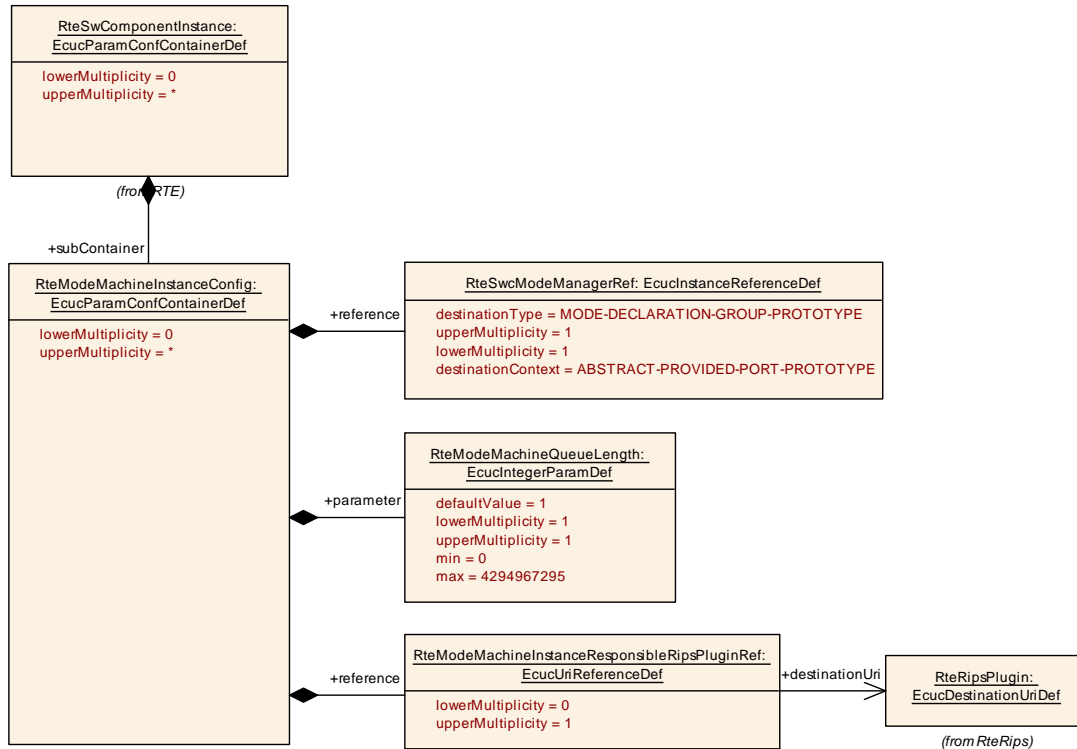 RteSwComponentInstance:
EcucParamConfContainerDef
lowerMultiplicity = 0
upperMultiplicity = *
(from RTE)
+subContainer
RteModeMachineInstanceConfig:
EcucParamConfContainerDef
lowerMultiplicity = 0
upperMultiplicity = *
+reference
RteSwcModeManagerRef: EcucInstanceReferenceDef
destinationType = MODE-DECLARATION-GROUP-PROTOTYPE
upperMultiplicity = 1
lowerMultiplicity = 1
destinationContext = ABSTRACT-PROVIDED-PORT-PROTOTYPE
+parameter
RteModeMachineQueueLength:
EcucIntegerParamDef
defaultValue = 1
lowerMultiplicity = 1
upperMultiplicity = 1
min = 0
max = 4294967295
+reference
RteModeMachineInstanceResponsibleRipsPluginRef:
EcucUriReferenceDef
lowerMultiplicity = 0
upperMultiplicity = 1
+destinationUri
RteRipsPlugin:
EcucDestinationUriDef
(from RteRips)